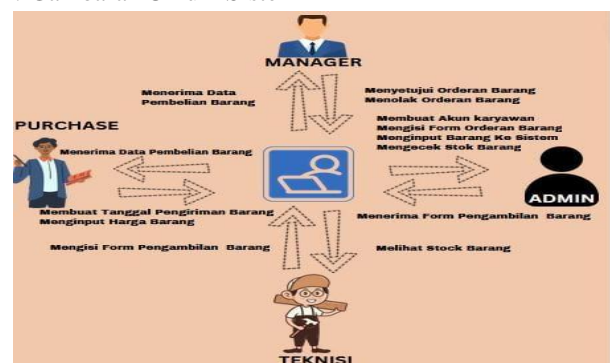 MANAGER
Menerima Data
Pembelian Barang
Menyetujui Orderan Barang
Menolak Orderan Barang
Membuat Akun karyawan
Mengisi Form Orderan Barang
Menginput Barang Ke Sistem
Mengecek Stok Barang
PURCHASE
Menerima Data Pembelian Barang
ADMIN
Membuat Tanggal Pengiriman Barang
Menginput Harga Barang
Menerima Form Pengambilan Barang
Mengisi Form Pengambilan Barang
Melihat Stock Barang
TEKNISI